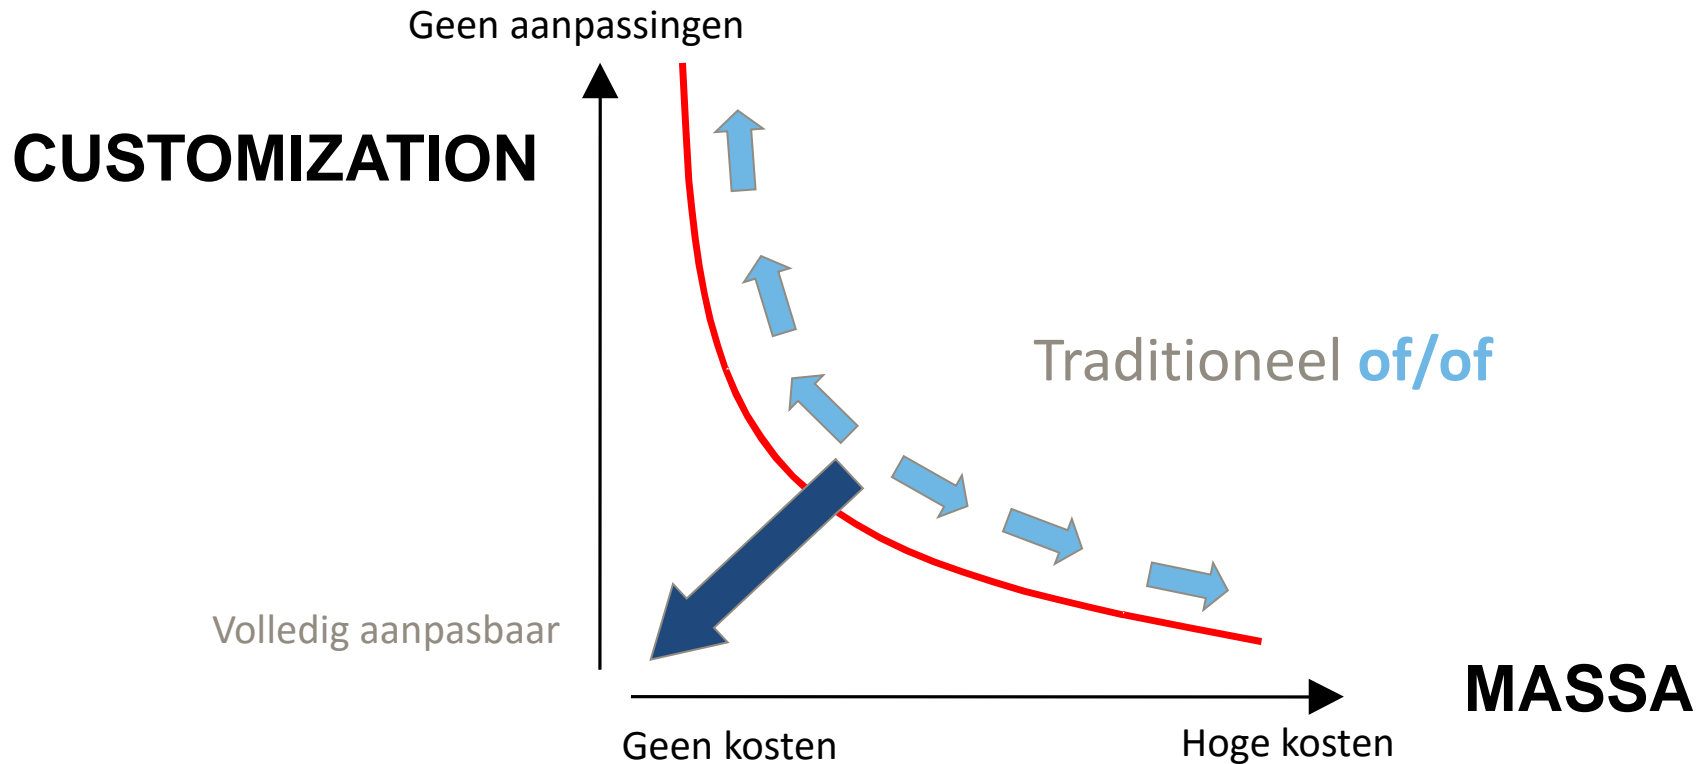 Geen aanpassingen
CUSTOMIZATION
Traditioneel of/of
Volledig aanpasbaar
MASSA
Geen kosten
Hoge kosten